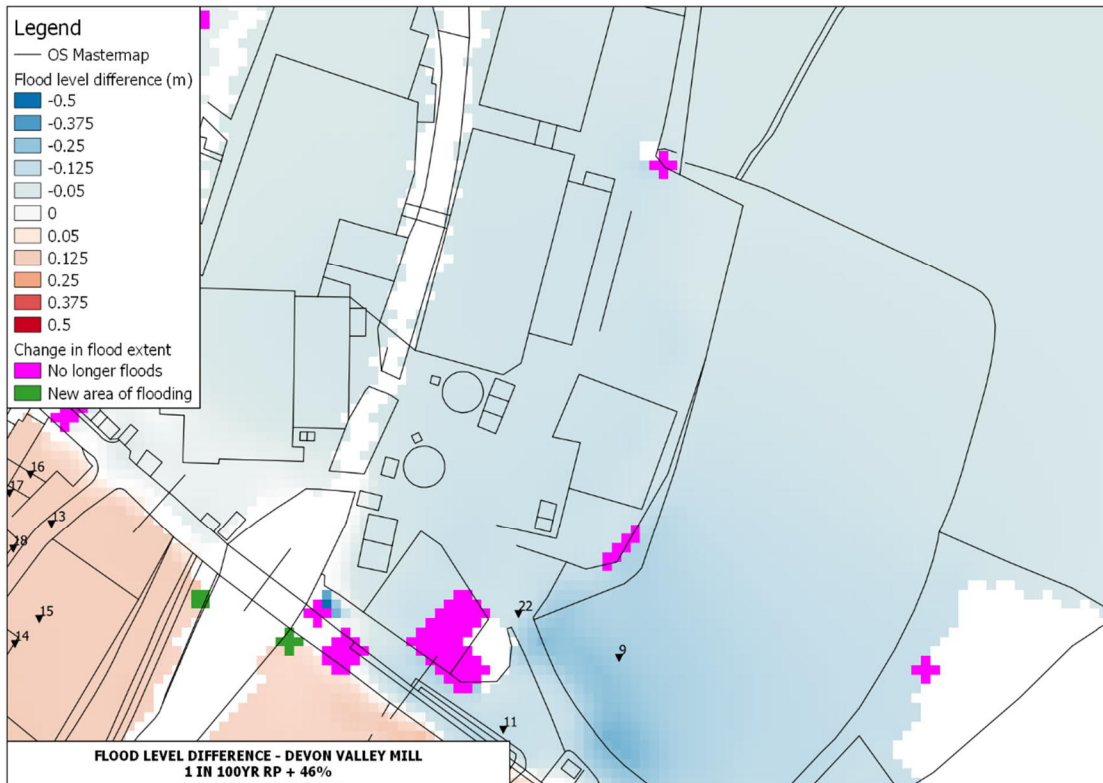 Legend
OS Mastermap
Flood level difference (m)
-0.5
-0.375
-0.25
-0.125
-0.05
0
0.05
0.125
0.25
0.375
0.5
Change in flood extent
No longer floods
New area of flooding
16
17
13
18
15
14
22
9
11
FLOOD LEVEL DIFFERENCE - DEVON VALLEY MILL
1 IN 100YR RP + 46%